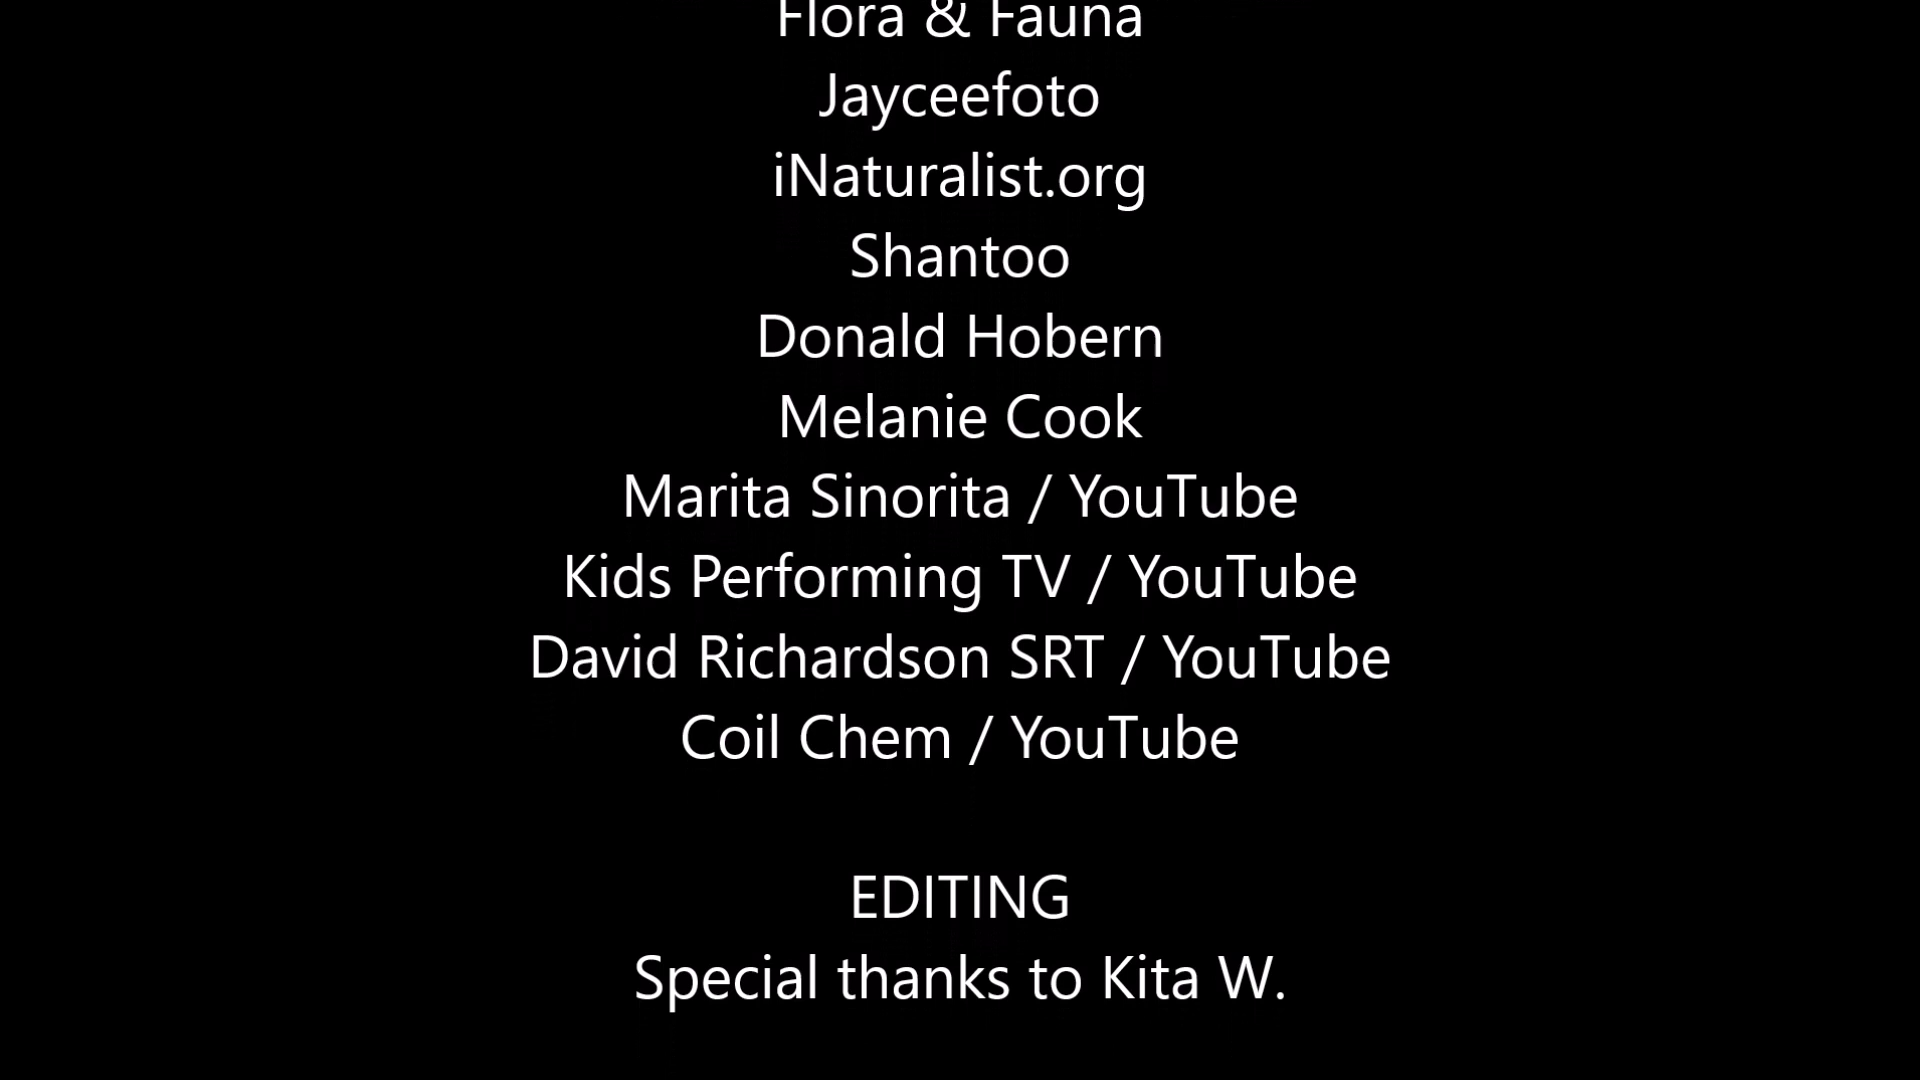 Flora & Fauna
Jayceefoto
iNaturalist.org
Shantoo
Donald Hobern
Melanie Cook
Marita Sinorita / YouTube
Kids Performing TV / YouTube
David Richardson SRT / YouTube
Coil Chem / YouTube
EDITING
Special thanks to Kita W.